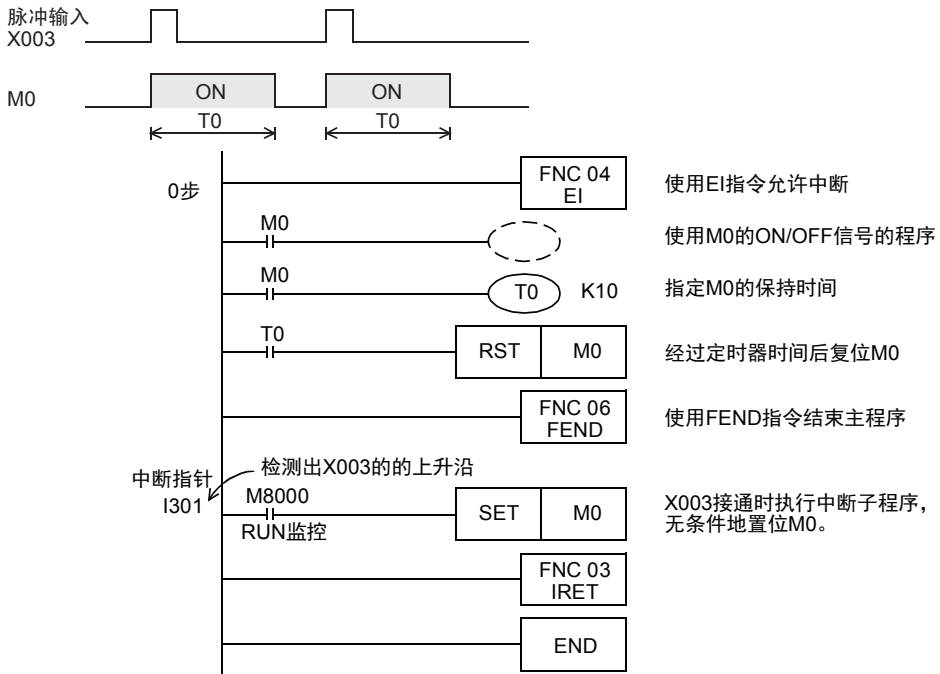 脉冲输入
X003
M0
ON
ON
T0
T0
0步
FNC 04
EI
使用EI指令允许中断
M0
使用M0的ON/OFF信号的程序
M0
T0
K10
指定M0的保持时间
T0
RST
M0
经过定时器时间后复位M0
FNC 06
FEND
使用FEND指令结束主程序
中断指针
I301
检测出X003的的上升沿
M8000
RUN监控
SET
M0
X003接通时执行中断子程序，
无条件地置位M0。
FNC 03
IRET
END